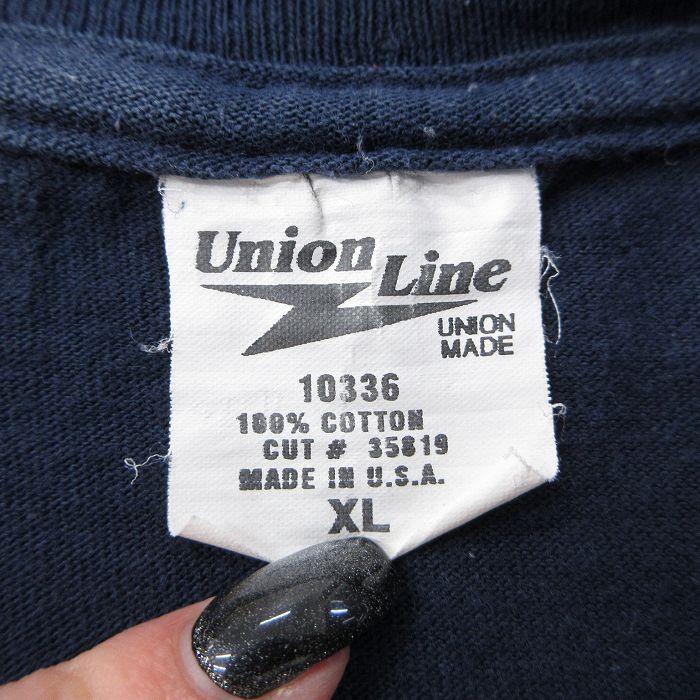 Union Line
UNION
MADE
10336
100% COTTON
CUT # 35819
MADE IN U.S.A.
XL